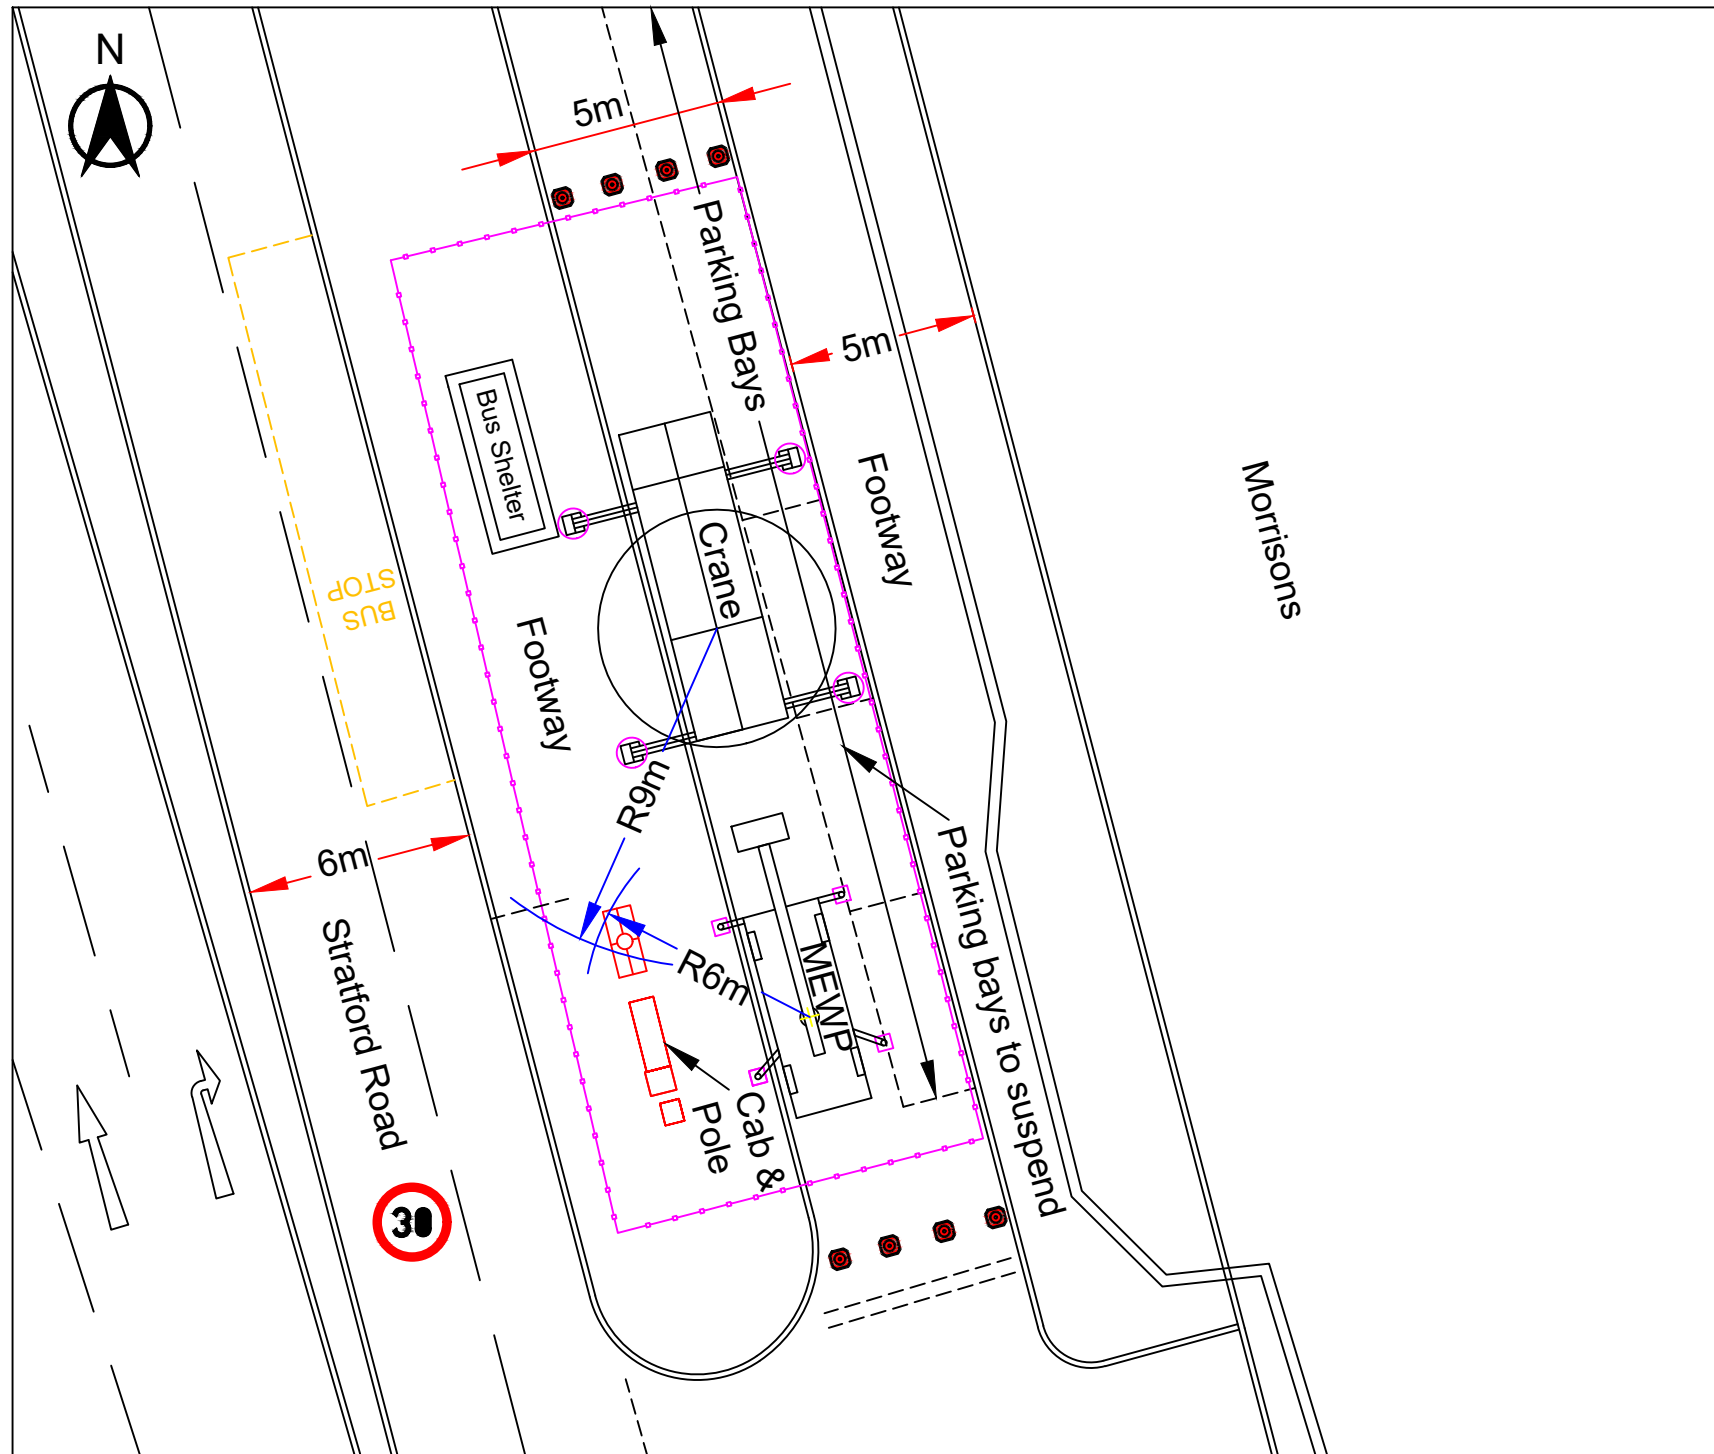 N
5m
Parking Bays
5m
Bus Shelter
Footway
Morrisons
Crane
BUS
STOP
Footway
R9m
6m
Parking bays to suspend
Stratford Road
R6m
MEWP
Cab &
Pole
30